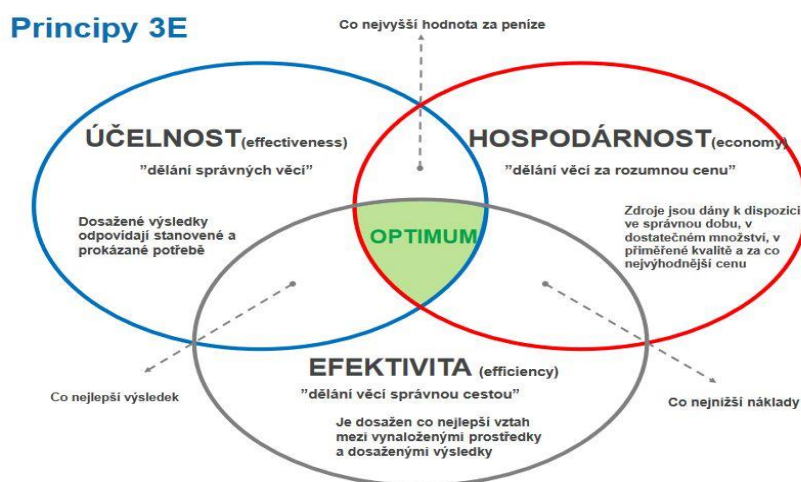 Principy 3E
Co nejvyšší hodnota za peníze
ÚČELNOST(effectiveness)
”dělání správných věcí”
Dosažené výsledky
odpovídají stanovené a
prokázané potřebě
HOSPODÁRNOST(economy)
”dělání věcí za rozumnou cenu”
Zdroje jsou dány k dispozici
ve správnou dobu, v
dostatečném množství, v
přiměřené kvalitě a za co
nejvýhodnější cenu
OPTIMUM
EFEKTIVITA (efficiency)
”dělání věcí správnou cestou”
Je dosažen co nejlepší vztah
mezi vynaloženými prostředky
a dosaženými výsledky
Co nejlepší výsledek
Co nejnižší náklady